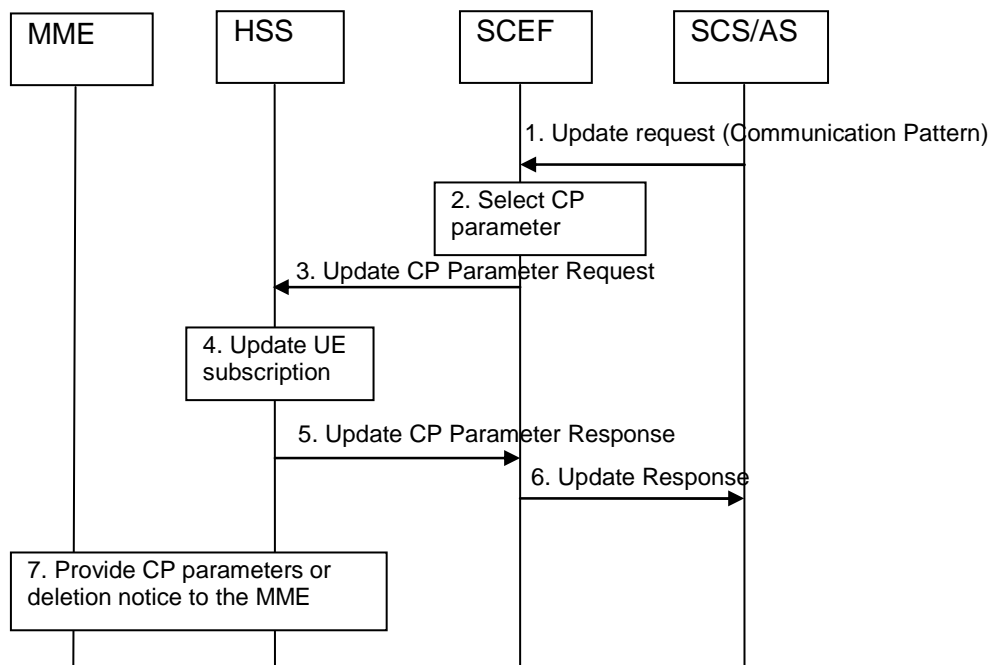 MME
HSS
SCEF
SCS/AS
1. Update request (Communication Pattern)
2. Select CP
parameter
3. Update CP Parameter Request
4. Update UE
subscription
5. Update CP Parameter Response
6. Update Response
7. Provide CP parameters or
deletion notice to the MME